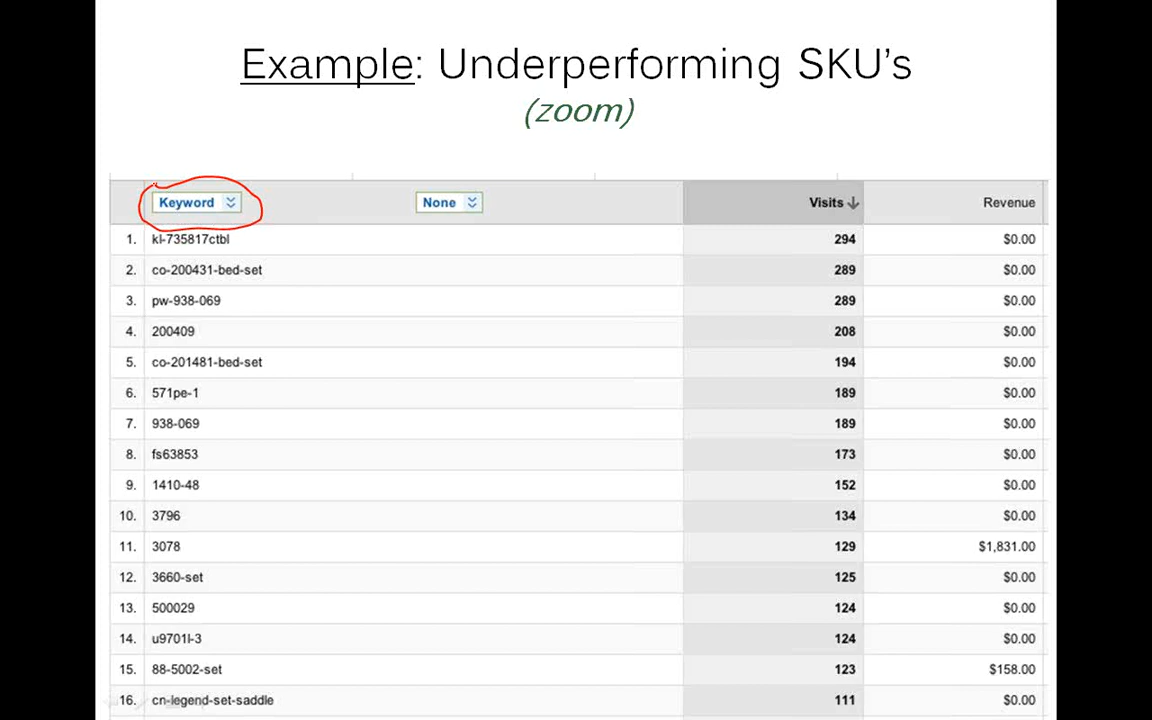 Example: Underperforming SKU's
(zoom)
Keyword None Visits Revenue
1. kl-735817ctbl 294 $0.00
2. co-200431-bed-set 289 $0.00
3. pw-938-069 289 $0.00
4. 200409 208 $0.00
5. co-201481-bed-set 194 $0.00
6. 571pe-1 189 $0.00
7. 938-069 189 $0.00
8. fs63853 173 $0.00
9. 1410-48 152 $0.00
10. 3796 134 $0.00
11. 3078 129 $1,831.00
12. 3660-set 125 $0.00
13. 500029 124 $0.00
14. u9701l-3 124 $0.00
15. 88-5002-set 123 $158.00
16. cn-legend-set-saddle 111 $0.00